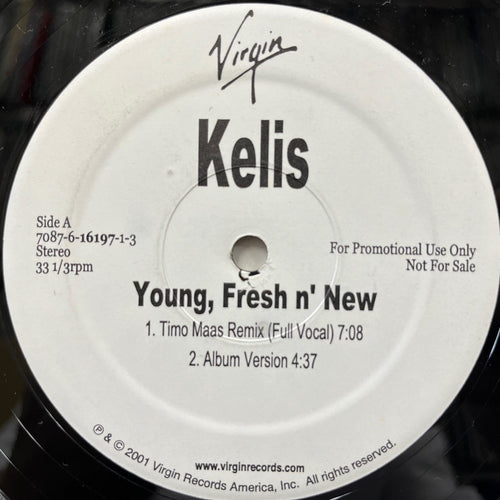 Virgin
Kelis
Side A
7087-6-16197-1-3
Stereo
33 1/3rpm
For Promotional Use Only
Not For Sale
Young, Fresh n' New
1. Timo Maas Remix (Full Vocal) 7:08
2. Album Version 4:37
www.virginrecords.com
℗ & © 2001 Virgin Records America, Inc. All rights reserved.